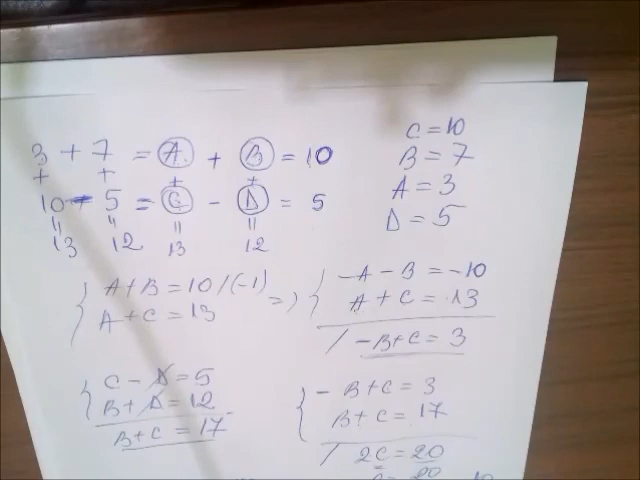 3 + 7 = A + B = 10
+ + + +
10 - 5 = C - D = 5
= = = =
13 12 13 12
C = 10
B = 7
A = 3
D = 5
{ A + B = 10 /(-1)
A + C = 13
=> { -A - B = -10
A + C = 13
/ -B + C = 3
{ C - D = 5
B + D = 12
B + C = 17
{ - B + C = 3
B + C = 17
/ 2C = 20